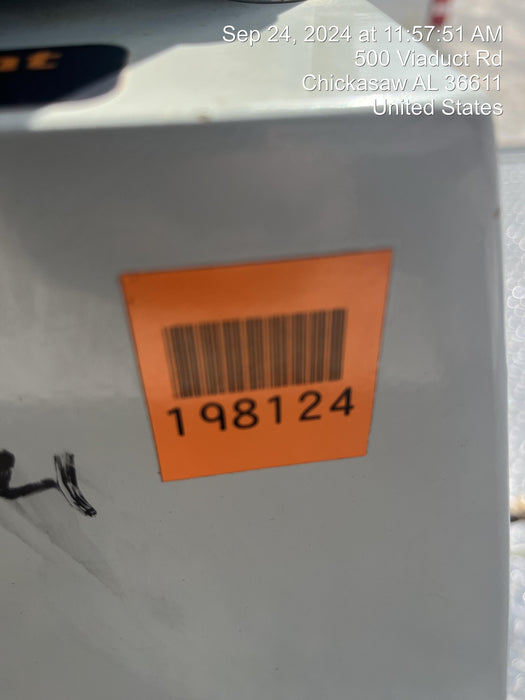 Sep 24, 2024 at 11:57:51 AM
500 Viaduct Rd
Chickasaw AL 36611
United States
198124